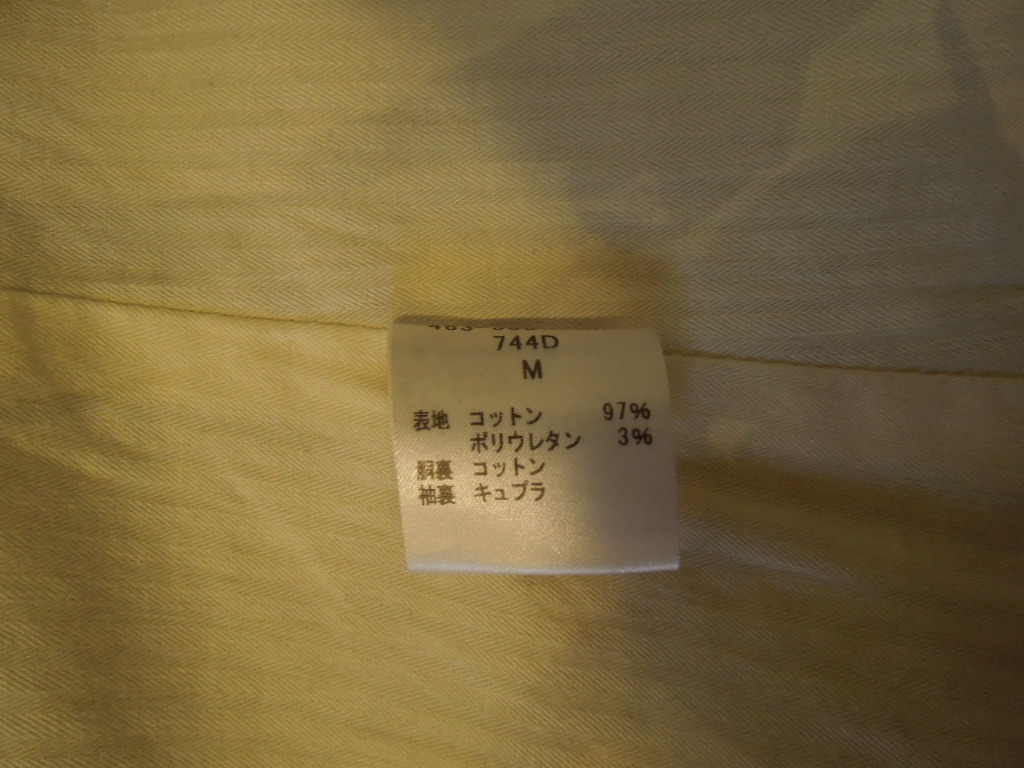 744D
M
表地 コットン 97%
ポリウレタン 3%
胴裏 コットン
袖裏 キュプラ